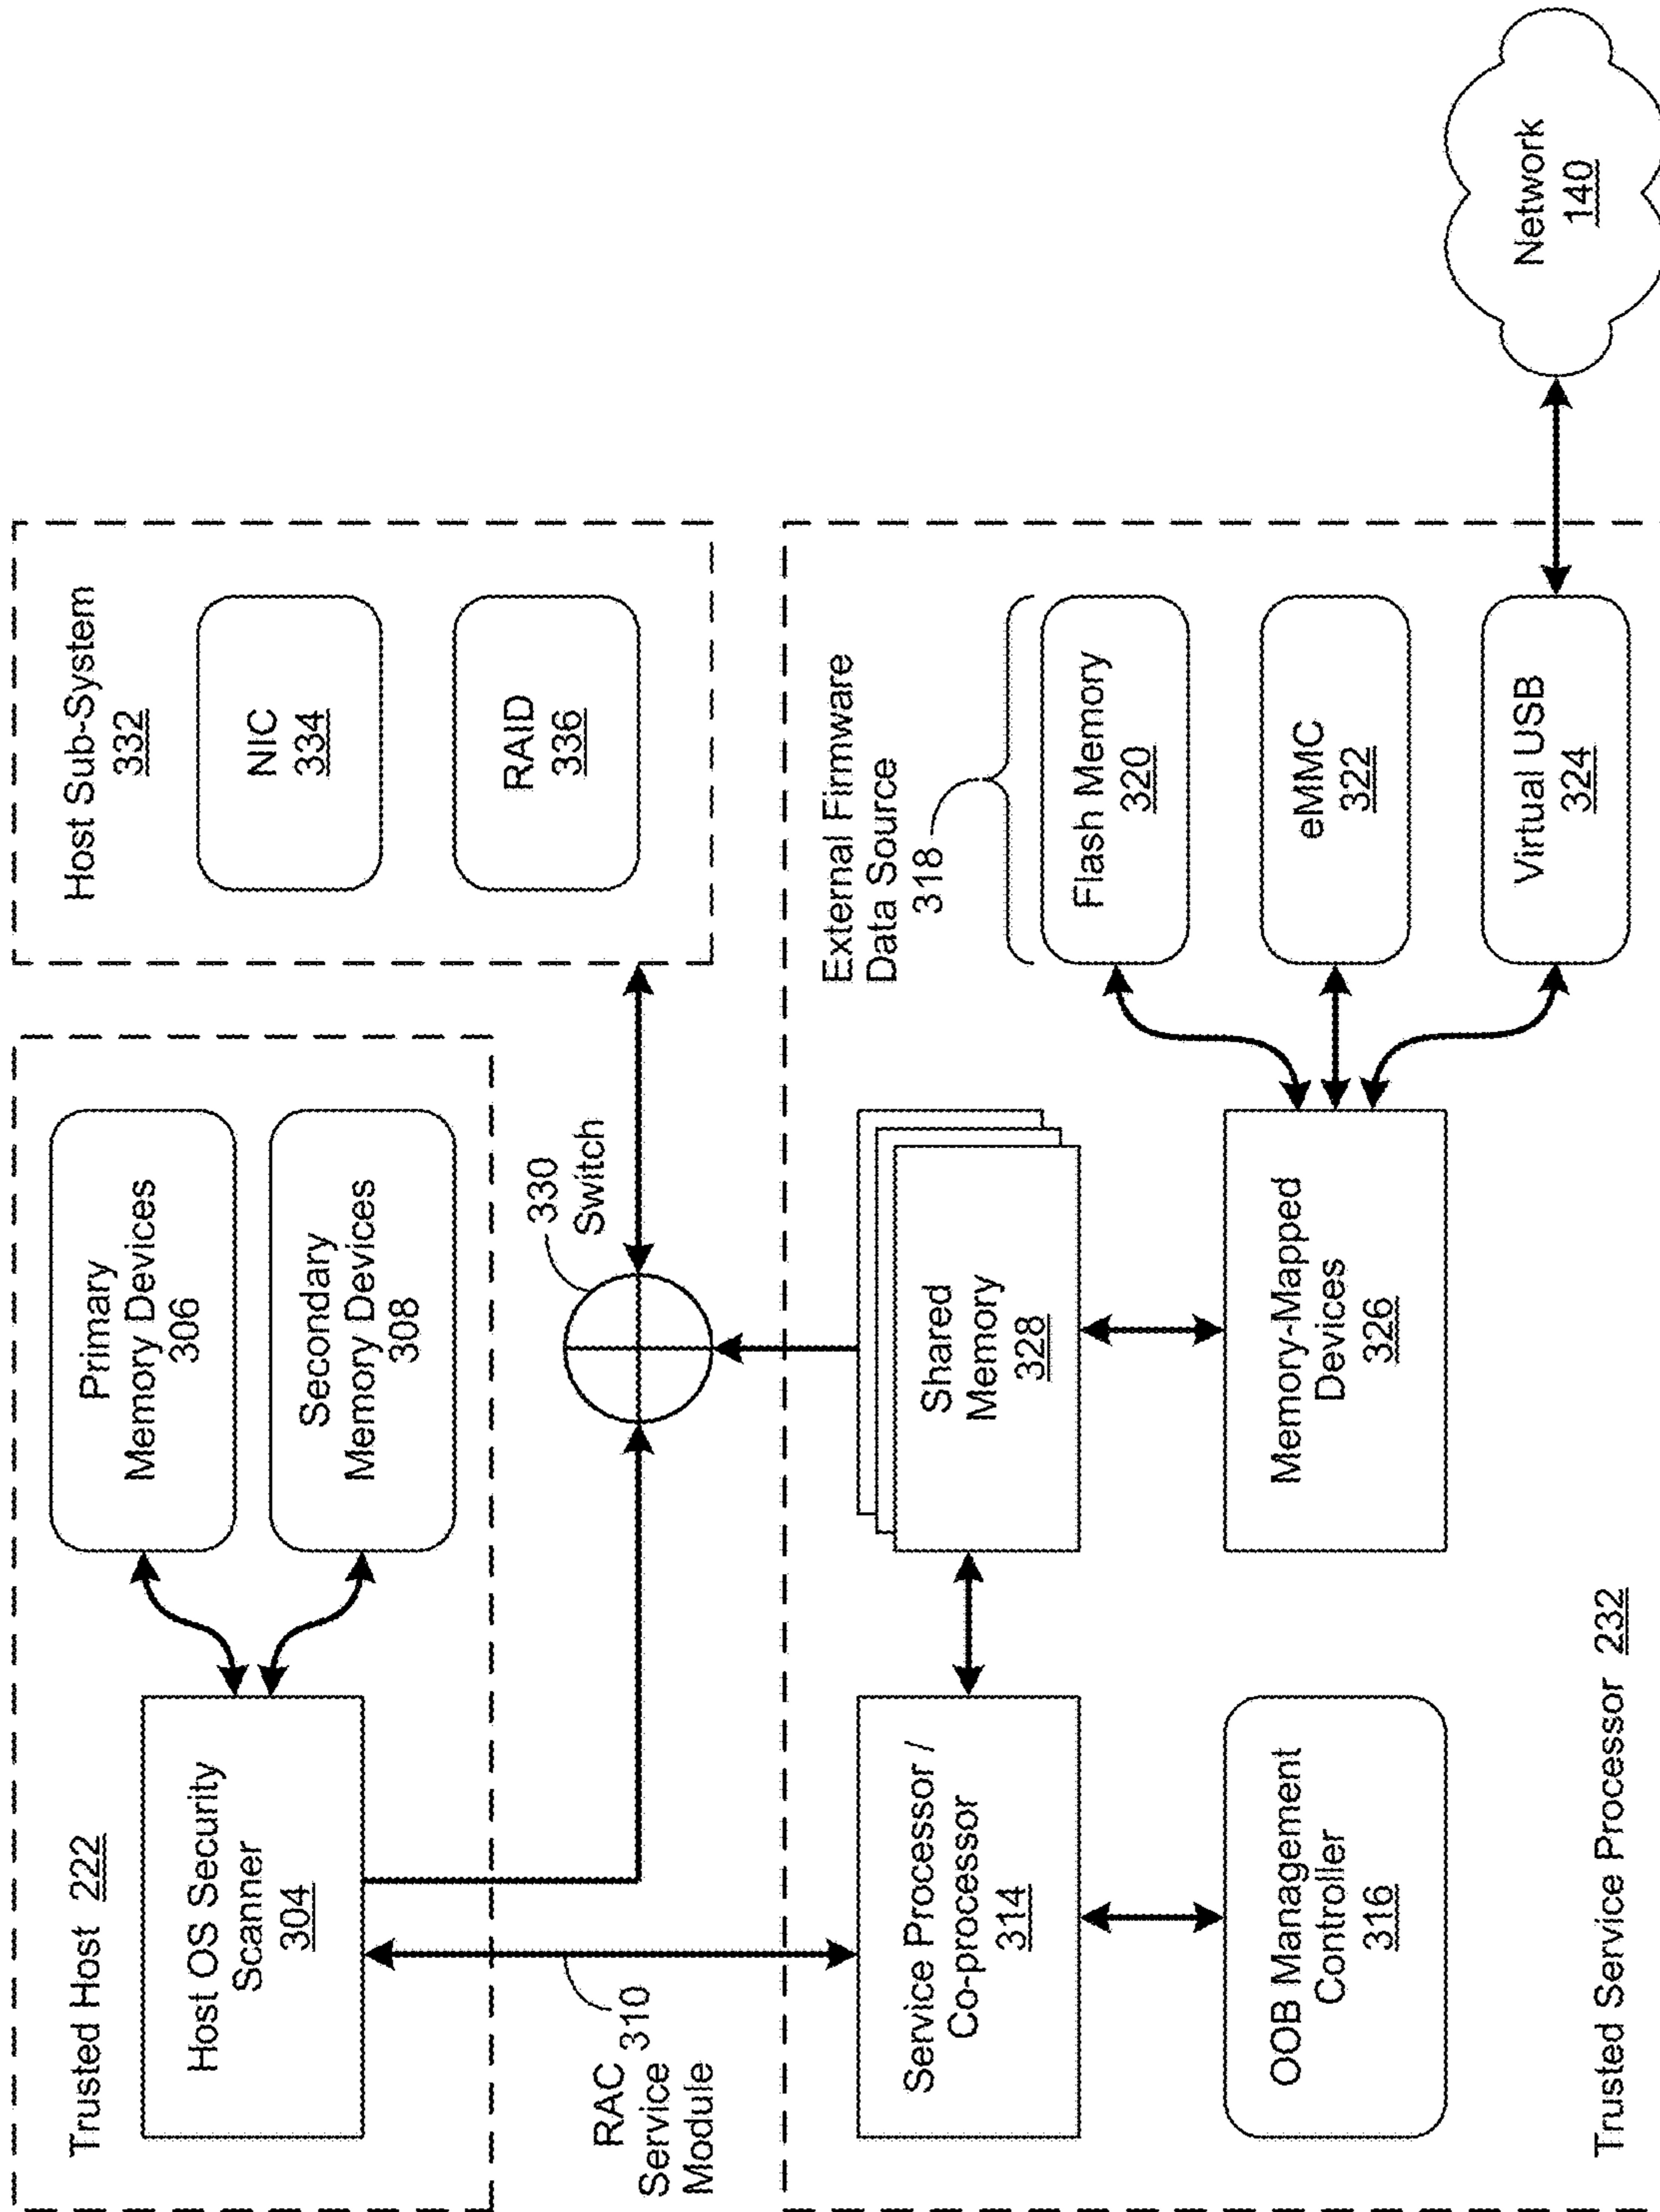 Trusted Host 222
Host OS Security
Scanner
304
Primary
Memory Devices
306
Secondary
Memory Devices
308
Host Sub-System
332
NIC
334
RAID
336
RAC 310
Service
Module
330
Switch
External Firmware
Data Source
318
Service Processor /
Co-processor
314
Shared
Memory
328
Flash Memory
320
OOB Management
Controller
316
Memory-Mapped
Devices
326
eMMC
322
Virtual USB
324
Network
140
Trusted Service Processor 232